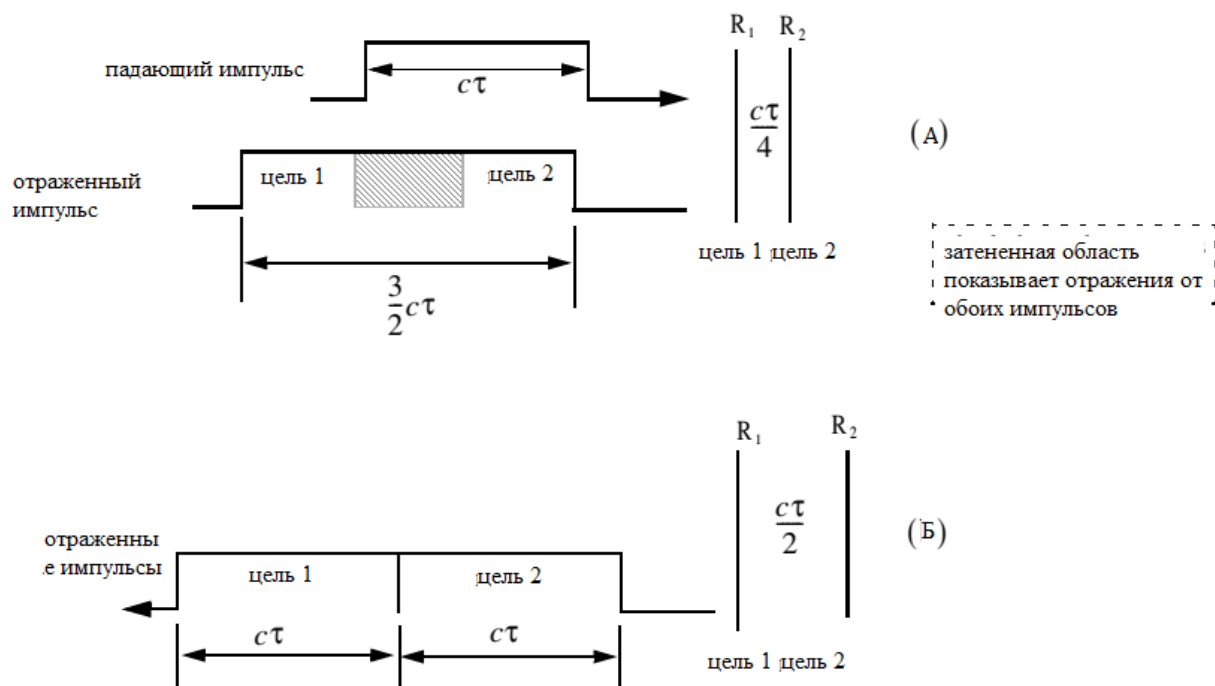 R₁ R₂
падающий импульс
cτ
cτ/4
(А)
отраженный
импульс
цель 1
цель 2
цель 1 цель 2
3/2 cτ
затененная область
показывает отражения от
обоих импульсов
R₁ R₂
cτ/2
(Б)
отраженны
е импульсы
цель 1
цель 2
cτ
cτ
цель 1 цель 2